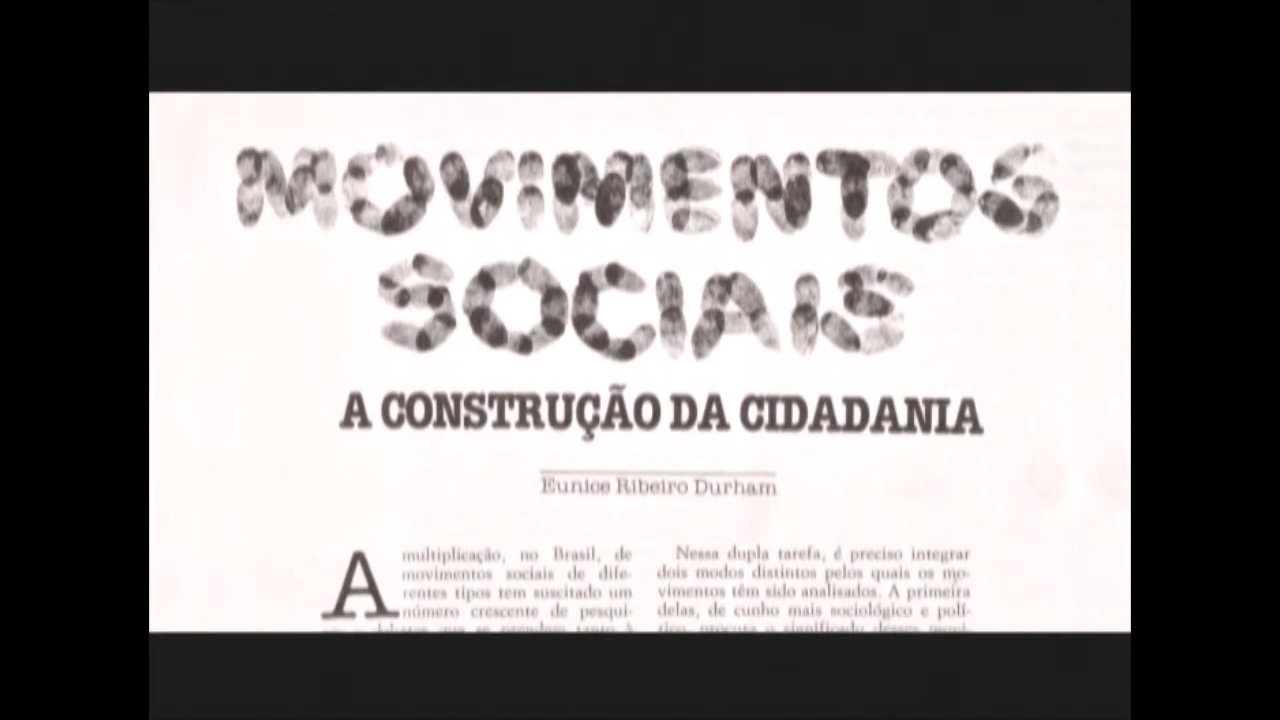 MOVIMENTOS
SOCIAIS
A CONSTRUÇÃO DA CIDADANIA
Eunice Ribeiro Durham
A multiplicação, no Brasil, de
movimentos sociais de dife-
rentes tipos tem suscitado um
número crescente de pesqui-
Nessa dupla tarefa, é preciso integrar
dois modos distintos pelos quais os mo-
vimentos têm sido analisados. A primeira
delas, de cunho mais sociológico e polí-